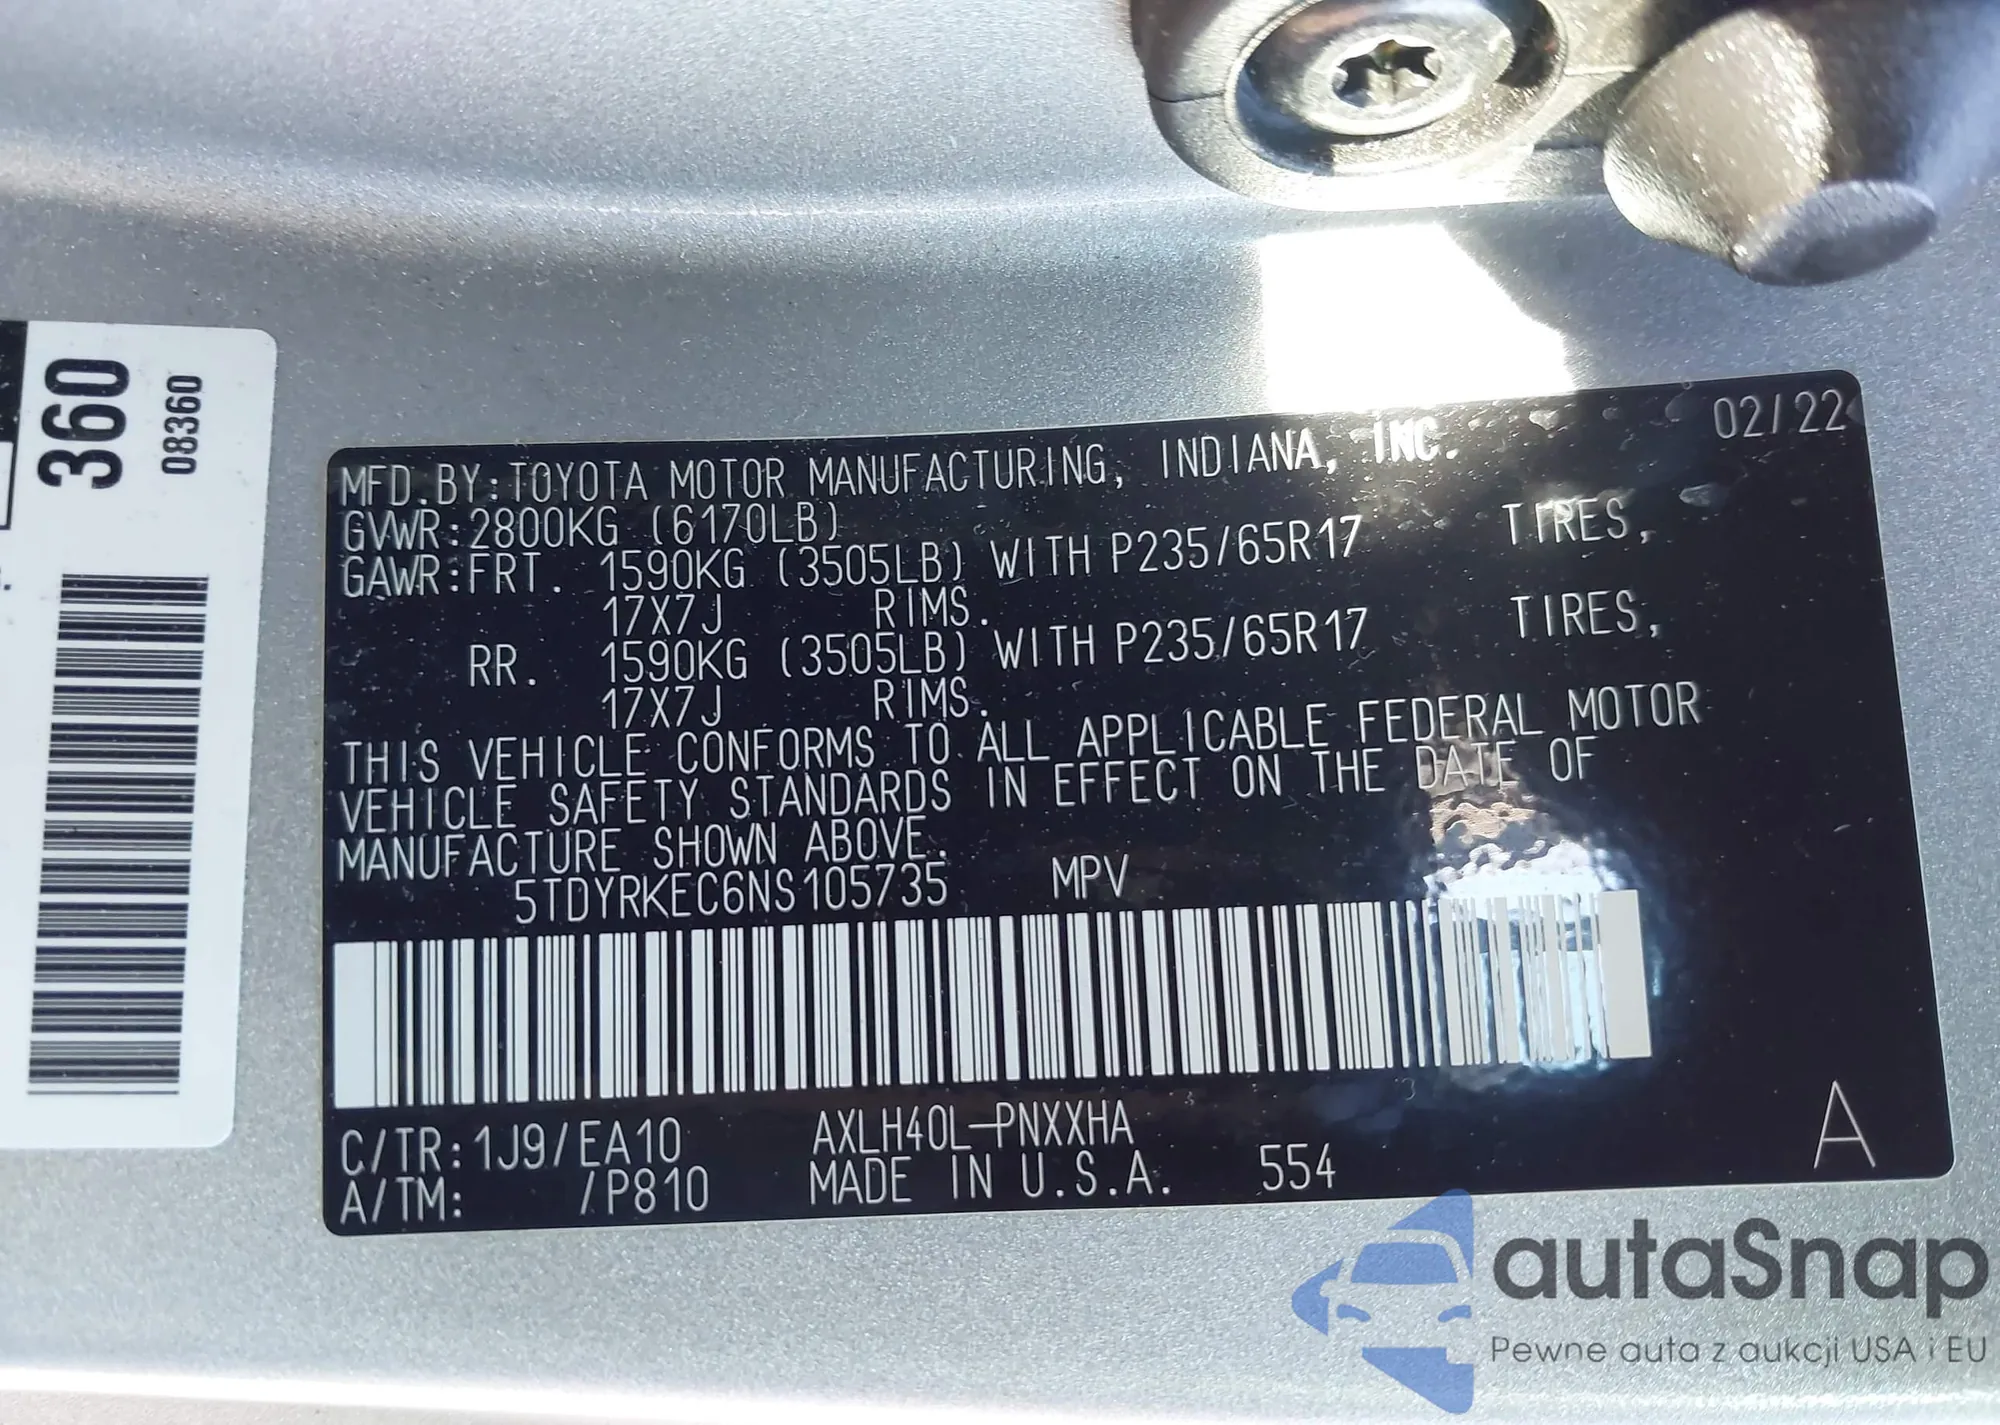 360
08360
MFD.BY:TOYOTA MOTOR MANUFACTURING, INDIANA, INC. 02/22
GVWR:2800KG (6170LB)
GAWR:FRT. 1590KG (3505LB) WITH P235/65R17 TIRES,
17X7J RIMS.
RR. 1590KG (3505LB) WITH P235/65R17 TIRES,
17X7J RIMS.
THIS VEHICLE CONFORMS TO ALL APPLICABLE FEDERAL MOTOR
VEHICLE SAFETY STANDARDS IN EFFECT ON THE DATE OF
MANUFACTURE SHOWN ABOVE.
5TDYRKEC6NS105735 MPV
C/TR:1J9/EA10 AXLH40L-PNXXHA
A/TM: /P810 MADE IN U.S.A. 554 A
autaSnap
Pewne auta z aukcji USA i EU